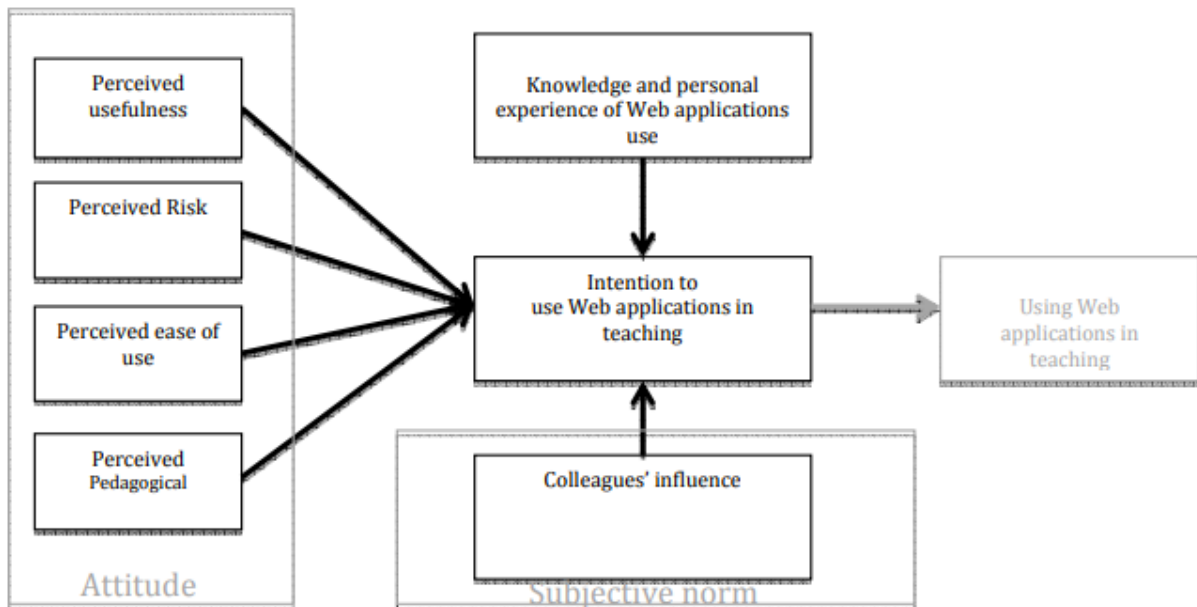 Perceived
usefulness
Perceived Risk
Perceived ease of
use
Perceived
Pedagogical
Attitude
Knowledge and personal
experience of Web applications
use
Intention to
use Web applications in
teaching
Colleagues’ influence
Subjective norm
Using Web
applications in
teaching